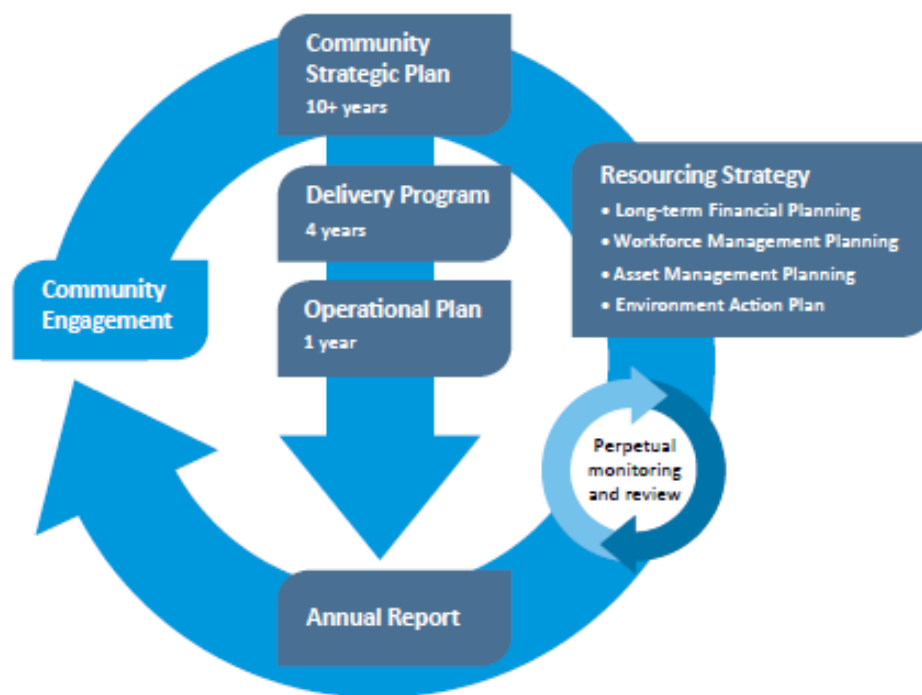 Community
Strategic Plan
10+ years
Delivery Program
4 years
Operational Plan
1 year
Resourcing Strategy
• Long-term Financial Planning
• Workforce Management Planning
• Asset Management Planning
• Environment Action Plan
Community
Engagement
Perpetual
monitoring
and review
Annual Report